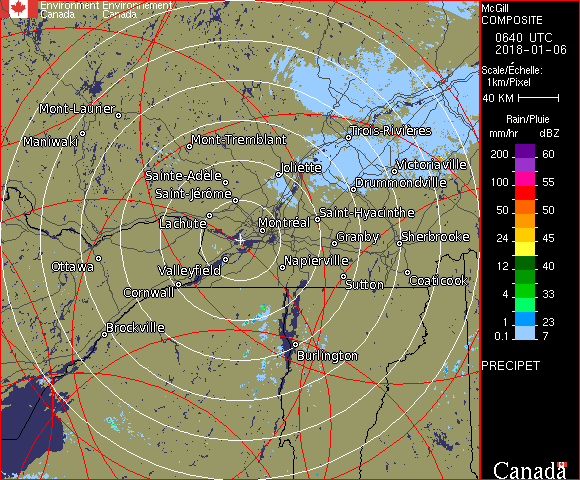 Environment Environnement
Canada Canada
McGill
COMPOSITE
0640 UTC
2018-01-06
Scale/Échelle:
1km/Pixel
40 KM
Rain/Pluie
mm/hr dBZ
200 60
100 55
50 50
24 45
12 40
4 33
1 23
0.1 7
PRECIPET
Canada
Mont-Laurier
Maniwaki
Mont-Tremblant
Trois-Rivières
Sainte-Adèle
Joliette
Victoriaville
Saint-Jérôme
Drummondville
Lachute
Montréal
Saint-Hyacinthe
Granby
Sherbrooke
Ottawa
Valleyfield
Napierville
Cornwall
Sutton
Coaticook
Brockville
Burlington